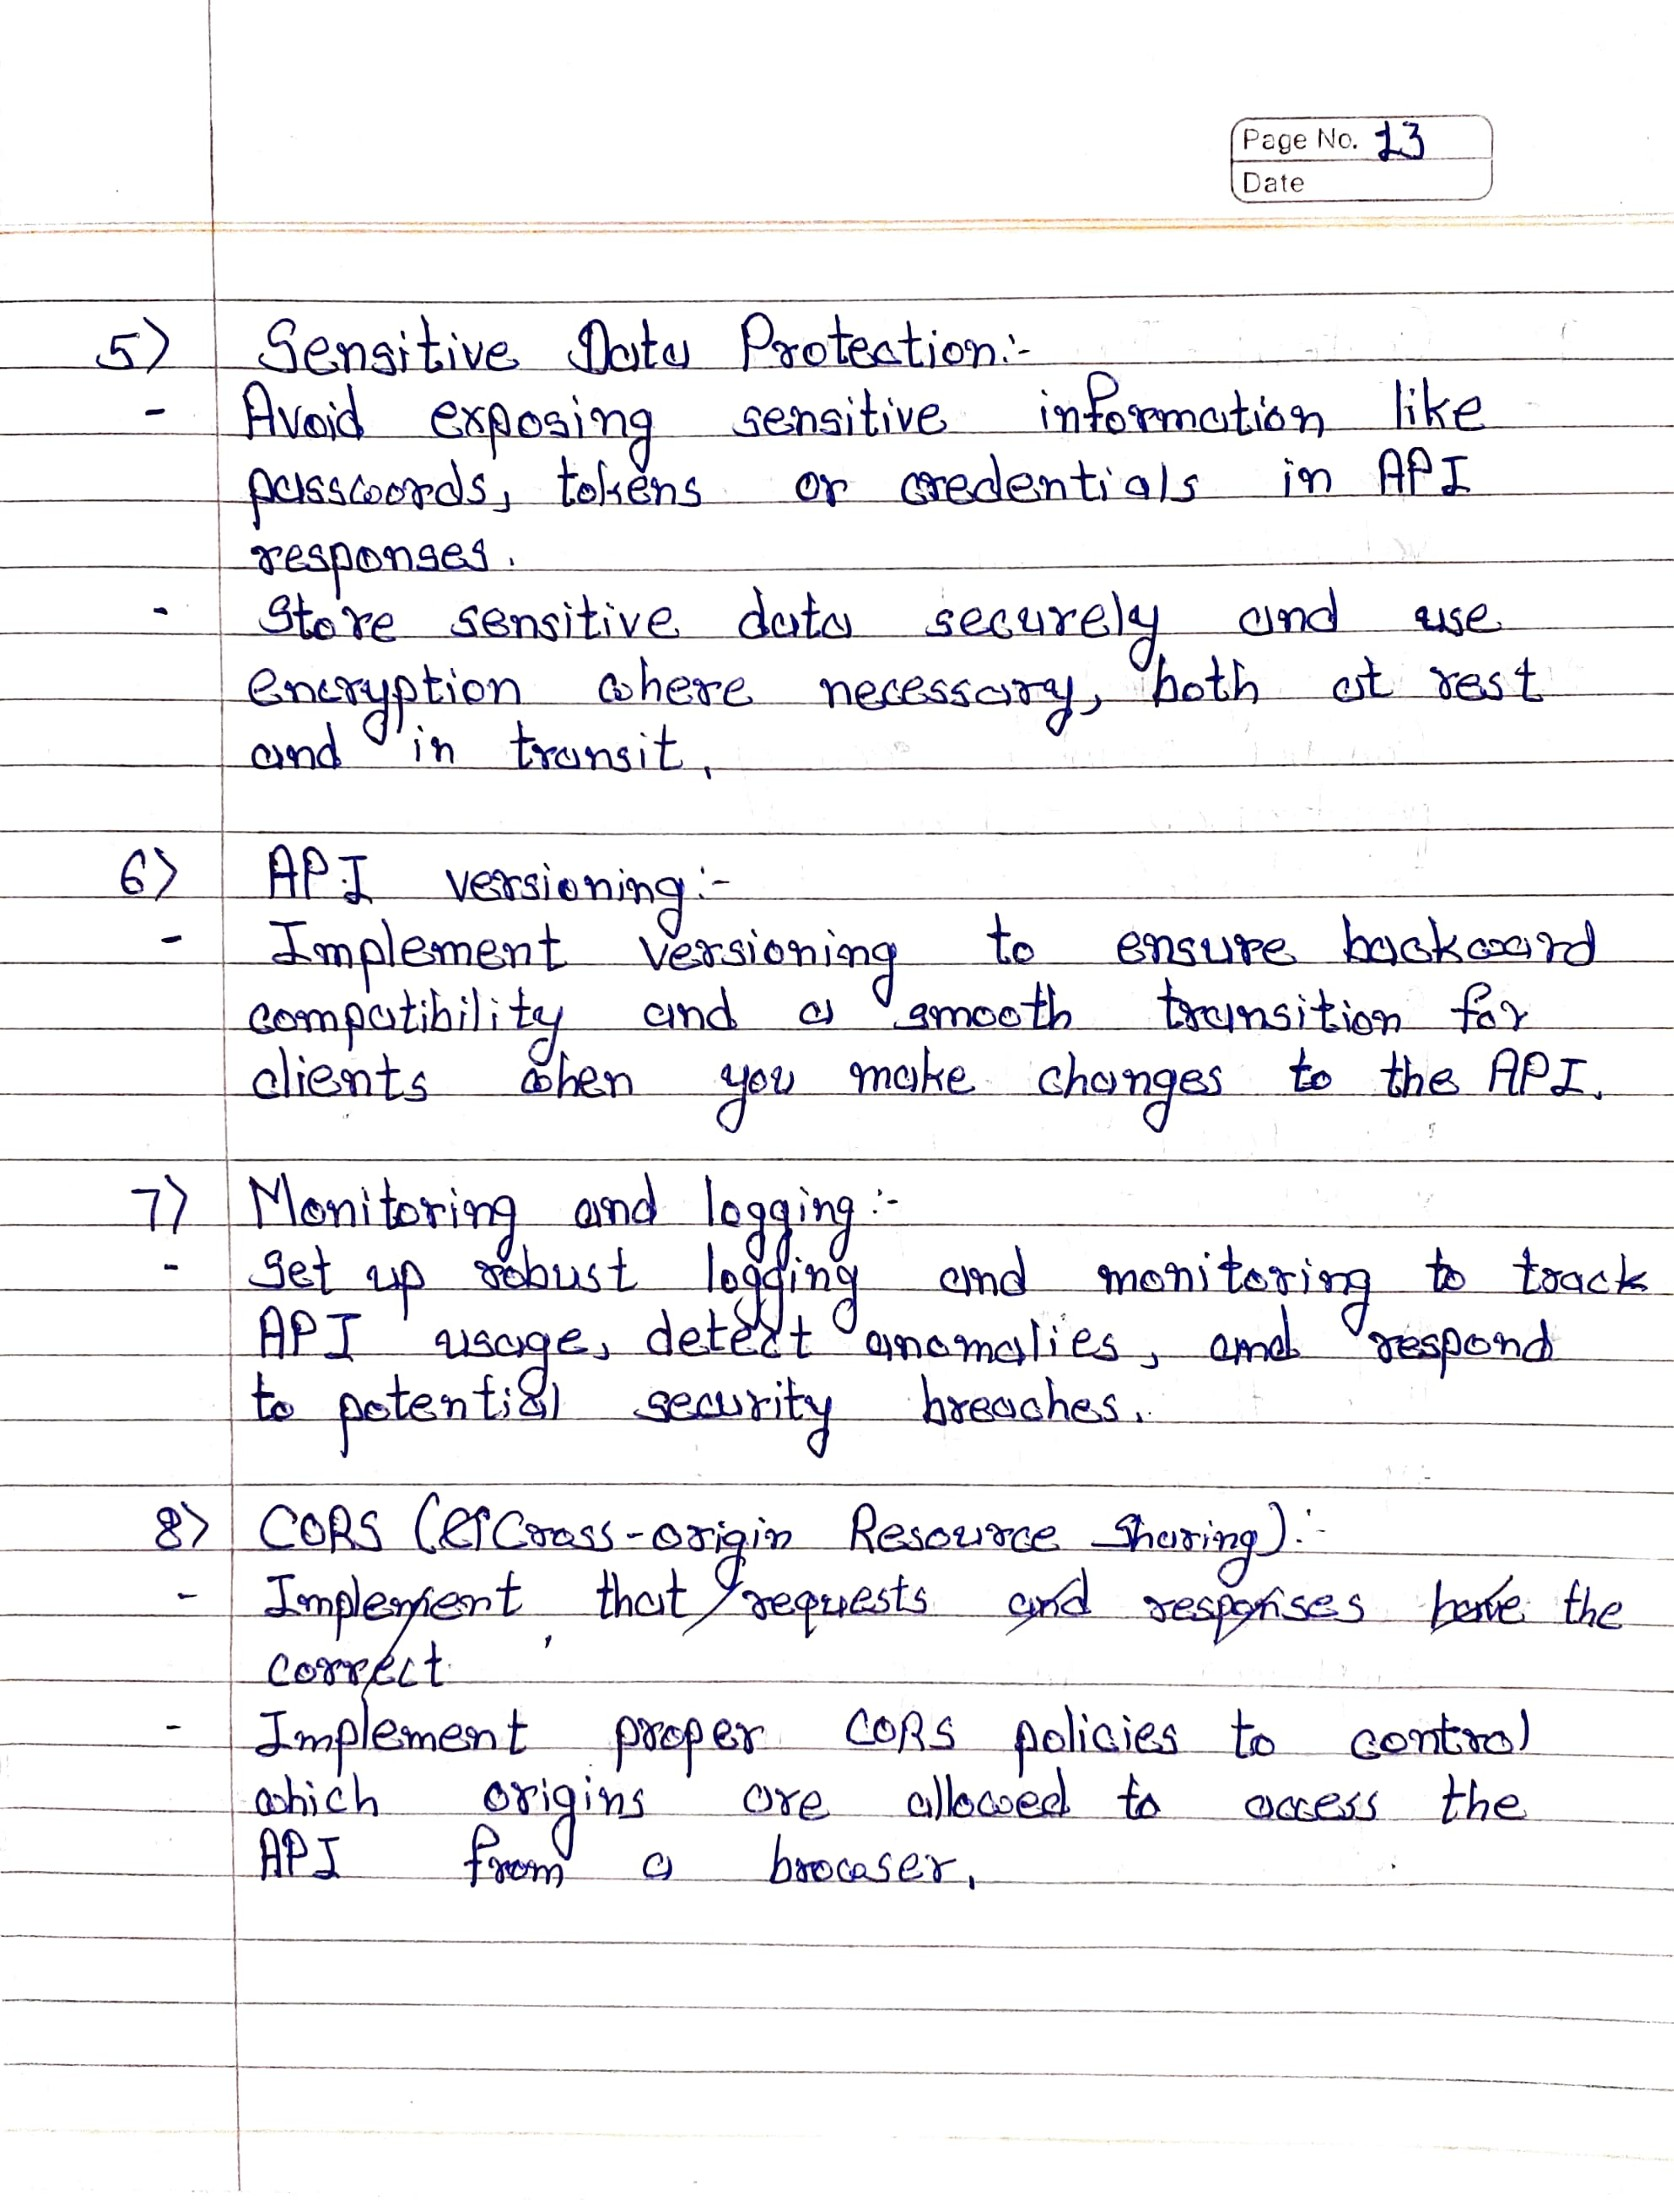 Page No. 13
Date
5) Sensitive Data Protection:-
- Avoid exposing sensitive information like
passwords, tokens or credentials in API
responses.
- Store sensitive data securely and use
encryption where necessary, both at rest
and in transit.
6) API versioning:-
- Implement versioning to ensure backward
compatibility and a smooth transition for
clients when you make changes to the API.
7) Monitoring and logging:-
- Set up robust logging and monitoring to track
API usage, detect anomalies, and respond
to potential security breaches.
8) CORS (Cross-origin Resource Sharing):-
- Implement that requests and responses have the
correct
- Implement proper CORS policies to control
which origins are allowed to access the
API from a browser.